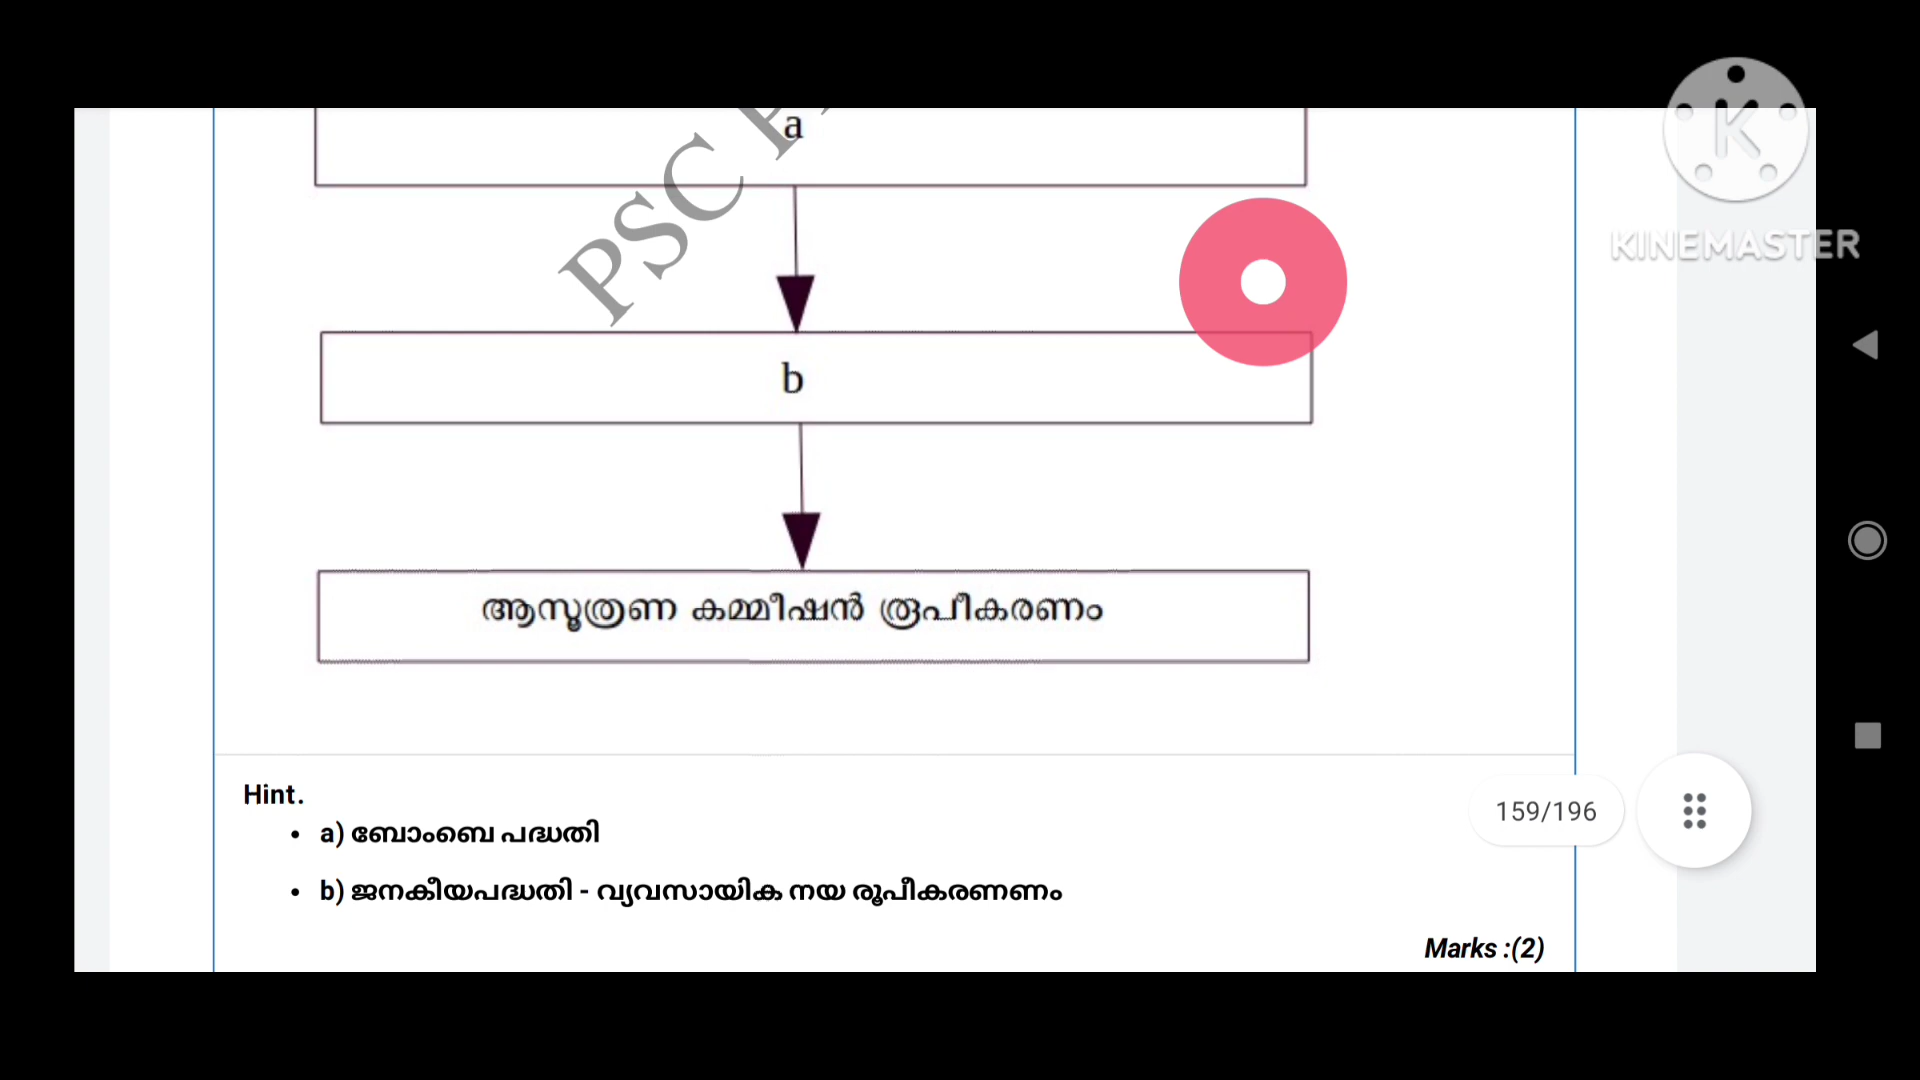 a
PSC
KINEMASTER
b
ആസൂത്രണ കമ്മീഷൻ രൂപീകരണം
Hint.
159/196
• a) ബോംബെ പദ്ധതി
• b) ജനകീയപദ്ധതി - വ്യവസായിക നയ രൂപീകരണണം
Marks :(2)